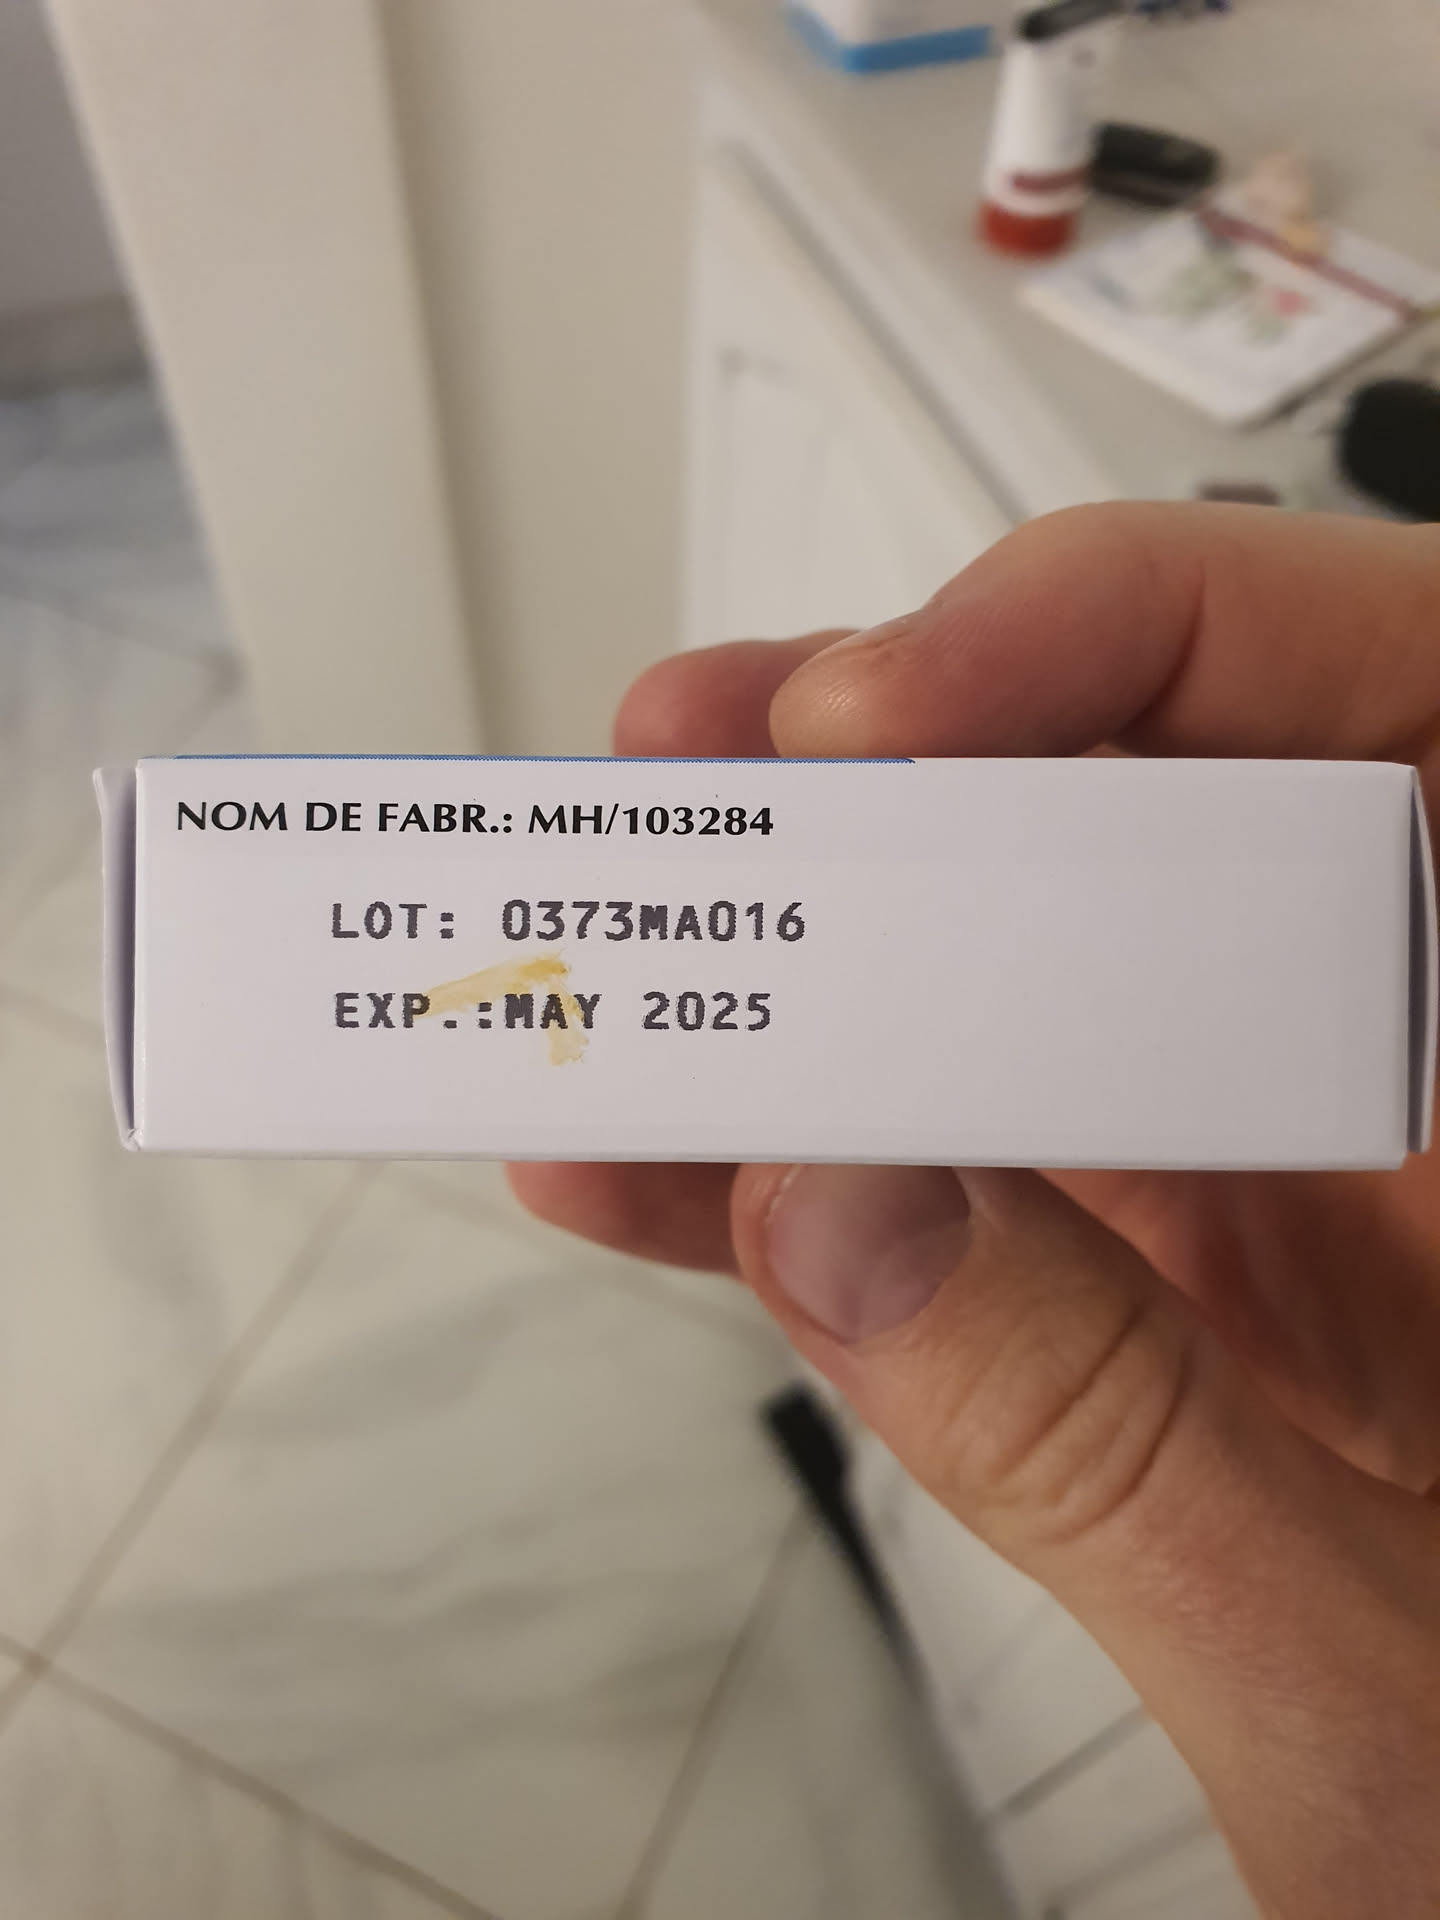 NOM DE FABR.: MH/103284
LOT: 0373MA016
EXP.:MAY 2025